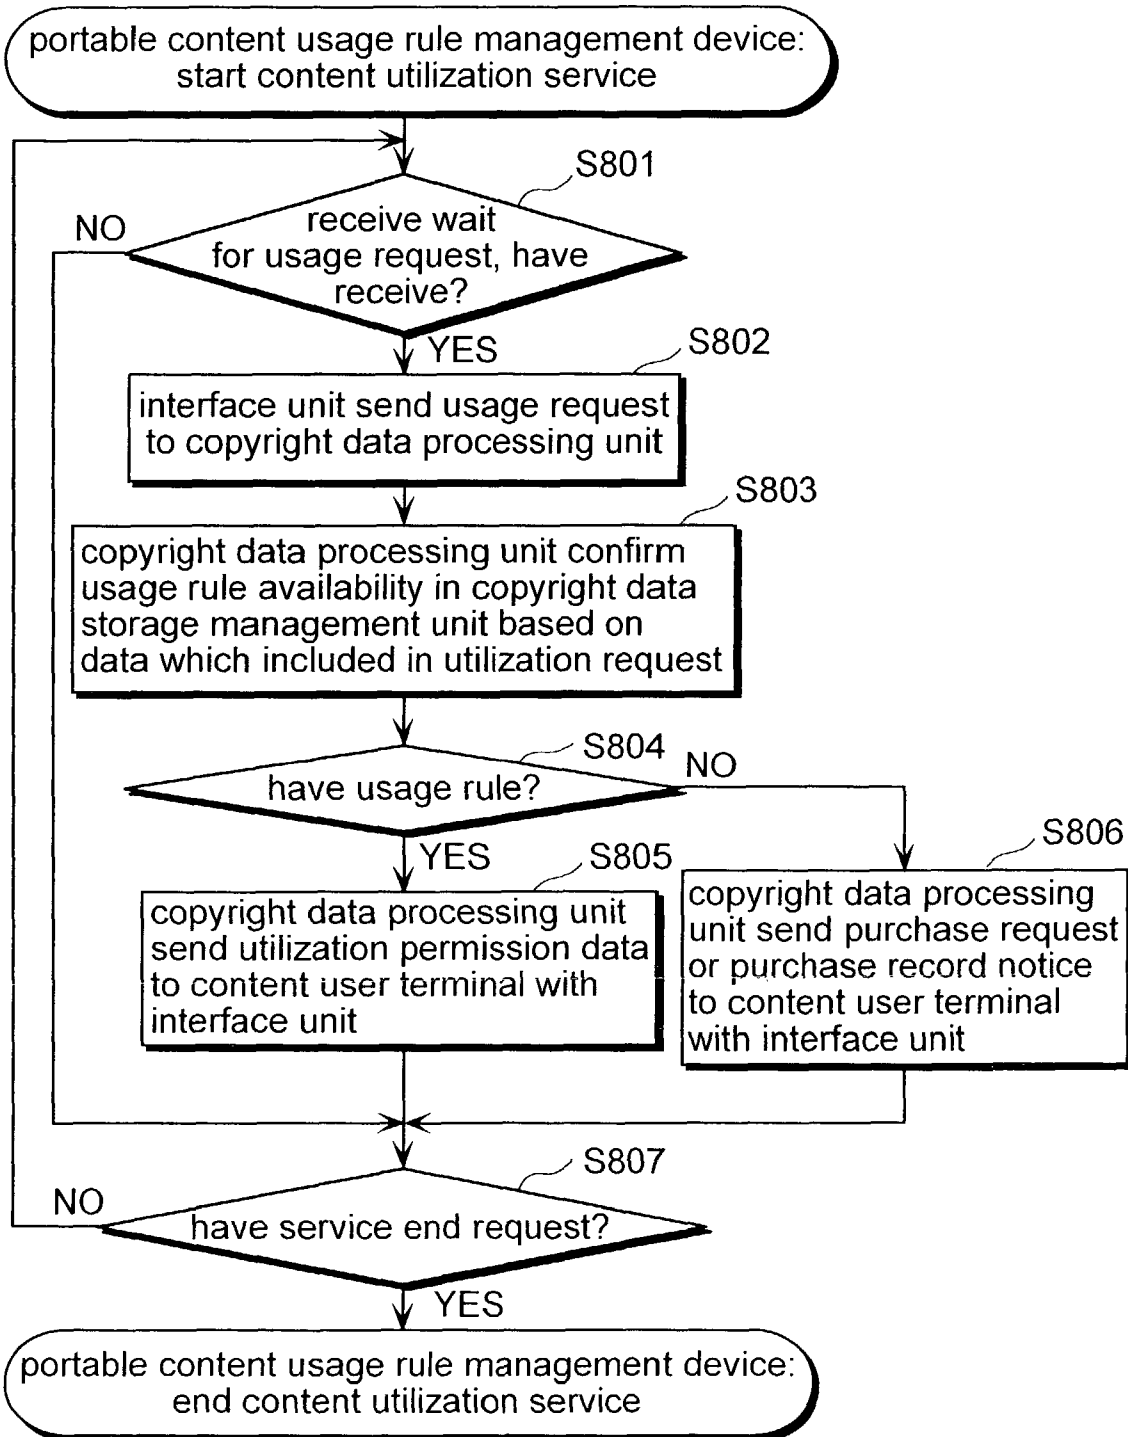 portable content usage rule management device:
start content utilization service
S801
NO
receive wait
for usage request, have
receive?
YES
S802
interface unit send usage request
to copyright data processing unit
S803
copyright data processing unit confirm
usage rule availability in copyright data
storage management unit based on
data which included in utilization request
S804
have usage rule?
NO
YES
S805
copyright data processing unit
send utilization permission data
to content user terminal with
interface unit
S806
copyright data processing
unit send purchase request
or purchase record notice
to content user terminal
with interface unit
S807
NO
have service end request?
YES
portable content usage rule management device:
end content utilization service